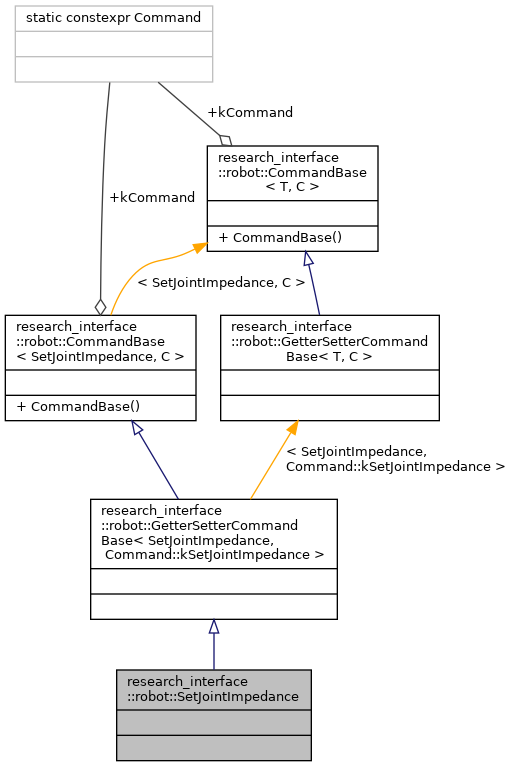 static constexpr Command
+kCommand
research_interface
::robot::CommandBase
< T, C >
+ CommandBase()
+kCommand
< SetJointImpedance, C >
research_interface
::robot::CommandBase
< SetJointImpedance, C >
+ CommandBase()
research_interface
::robot::GetterSetterCommand
Base< T, C >
< SetJointImpedance,
Command::kSetJointImpedance >
research_interface
::robot::GetterSetterCommand
Base< SetJointImpedance,
Command::kSetJointImpedance >
research_interface
::robot::SetJointImpedance